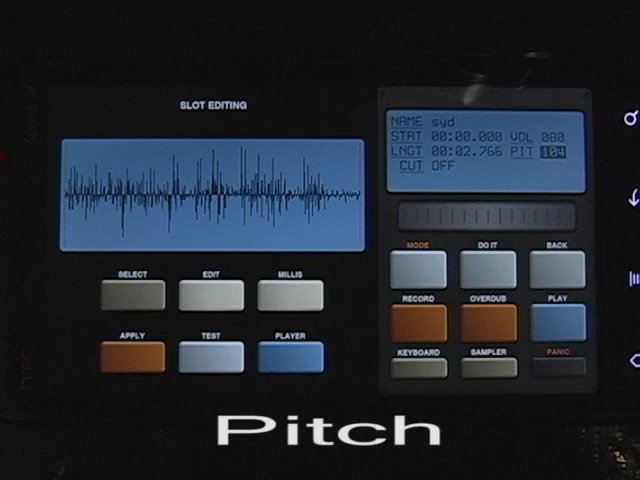 SLOT EDITING
NAME syd
STRT 00:00.000 VOL 080
LNGT 00:02.766 PIT 104
CUT OFF
MODE DO IT BACK
SELECT EDIT MILLIS
RECORD OVERDUB PLAY
APPLY TEST PLAYER
KEYBOARD SAMPLER PANIC
hTC
Pitch